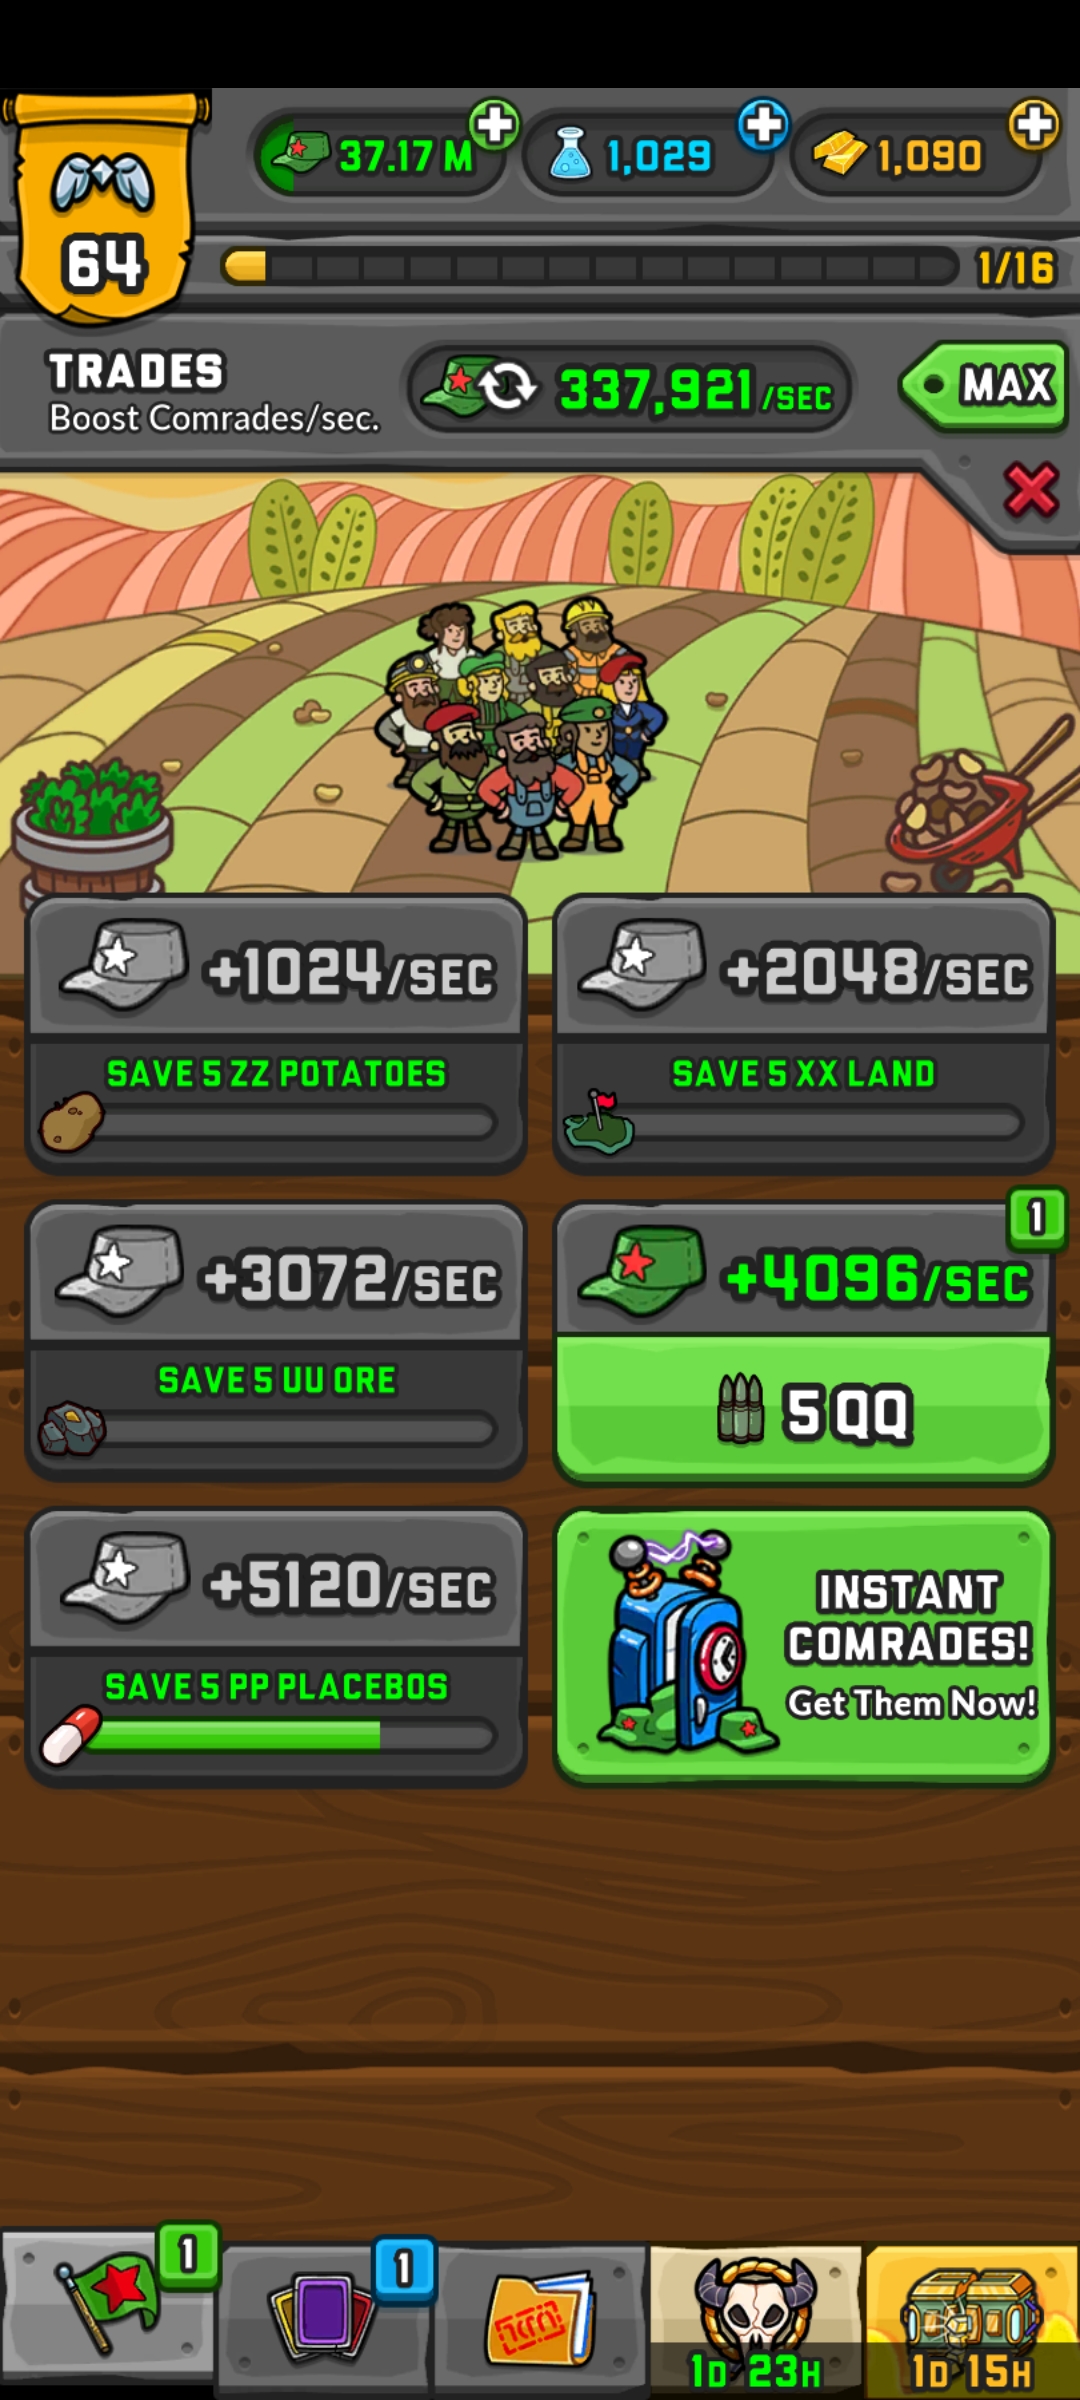 37.17 M
1,029
1,090
64
1/16
TRADES
Boost Comrades/sec.
337,921/SEC
MAX
+1024/SEC
SAVE 5 ZZ POTATOES
+2048/SEC
SAVE 5 XX LAND
+3072/SEC
SAVE 5 UU ORE
1
+4096/SEC
5 QQ
+5120/SEC
SAVE 5 PP PLACEBOS
INSTANT
COMRADES!
Get Them Now!
1
1
1D 23H
1D 15H